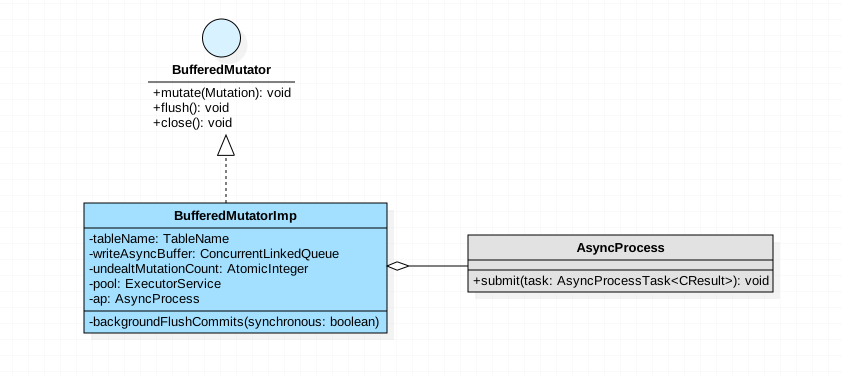 BufferedMutator
+mutate(Mutation): void
+flush(): void
+close(): void
BufferedMutatorImp
-tableName: TableName
-writeAsyncBuffer: ConcurrentLinkedQueue
-undealtMutationCount: AtomicInteger
-pool: ExecutorService
-ap: AsyncProcess
-backgroundFlushCommits(synchronous: boolean)
AsyncProcess
+submit(task: AsyncProcessTask<CResult>): void